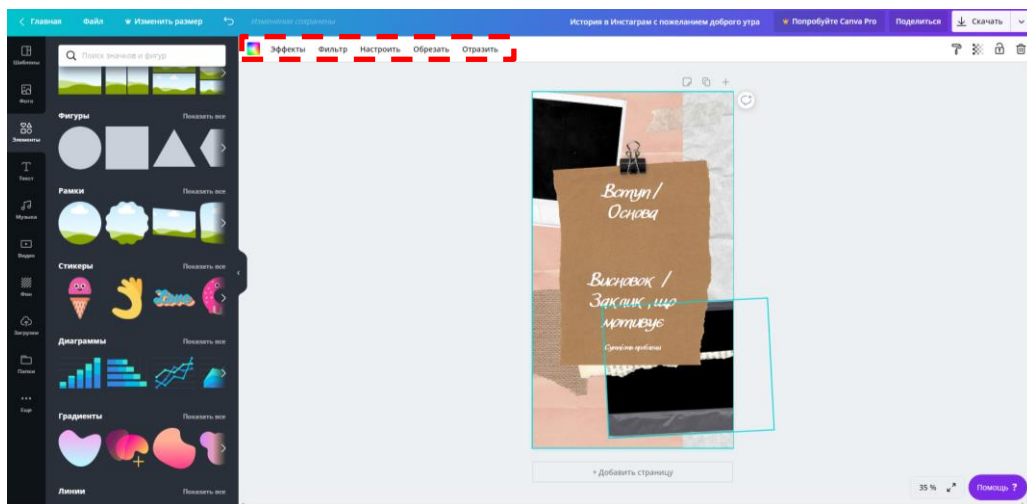 Главная Файл Изменить размер Изменения сохранены История в Инстаграм с пожеланием доброго утра Попробуйте Canva Pro Поделиться Скачать
Эффекты Фильтр Настроить Обрезать Отразить
Поиск значков и фигур
Шаблоны
Фото
Элементы
Текст
Музыка
Видео
Фон
Загрузки
Папки
Еще
Фигуры Показать все
Рамки Показать все
Стикеры Показать все
Love
Диаграммы Показать все
Градиенты Показать все
Линии Показать все
Вступ /
Основа
Висновок /
Заклик , що
мотивує
+ Добавить страницу
35 %
Помощь ?